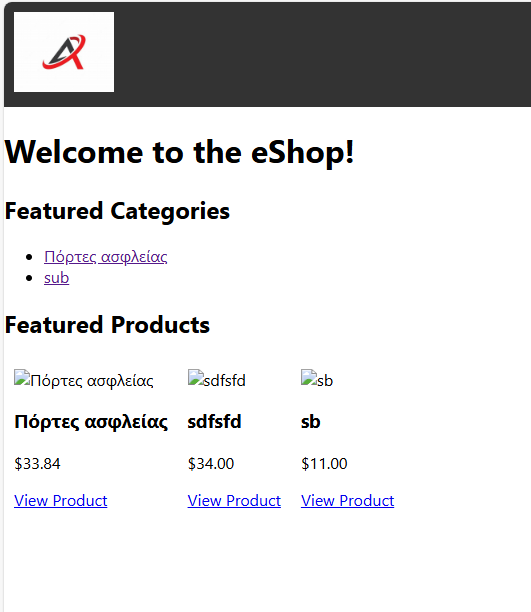 Welcome to the eShop!
Featured Categories
Πόρτες ασφλείας
sub
Featured Products
Πόρτες ασφλείας sdfsfd sb
Πόρτες ασφλείας sdfsfd sb
$33.84 $34.00 $11.00
View Product View Product View Product